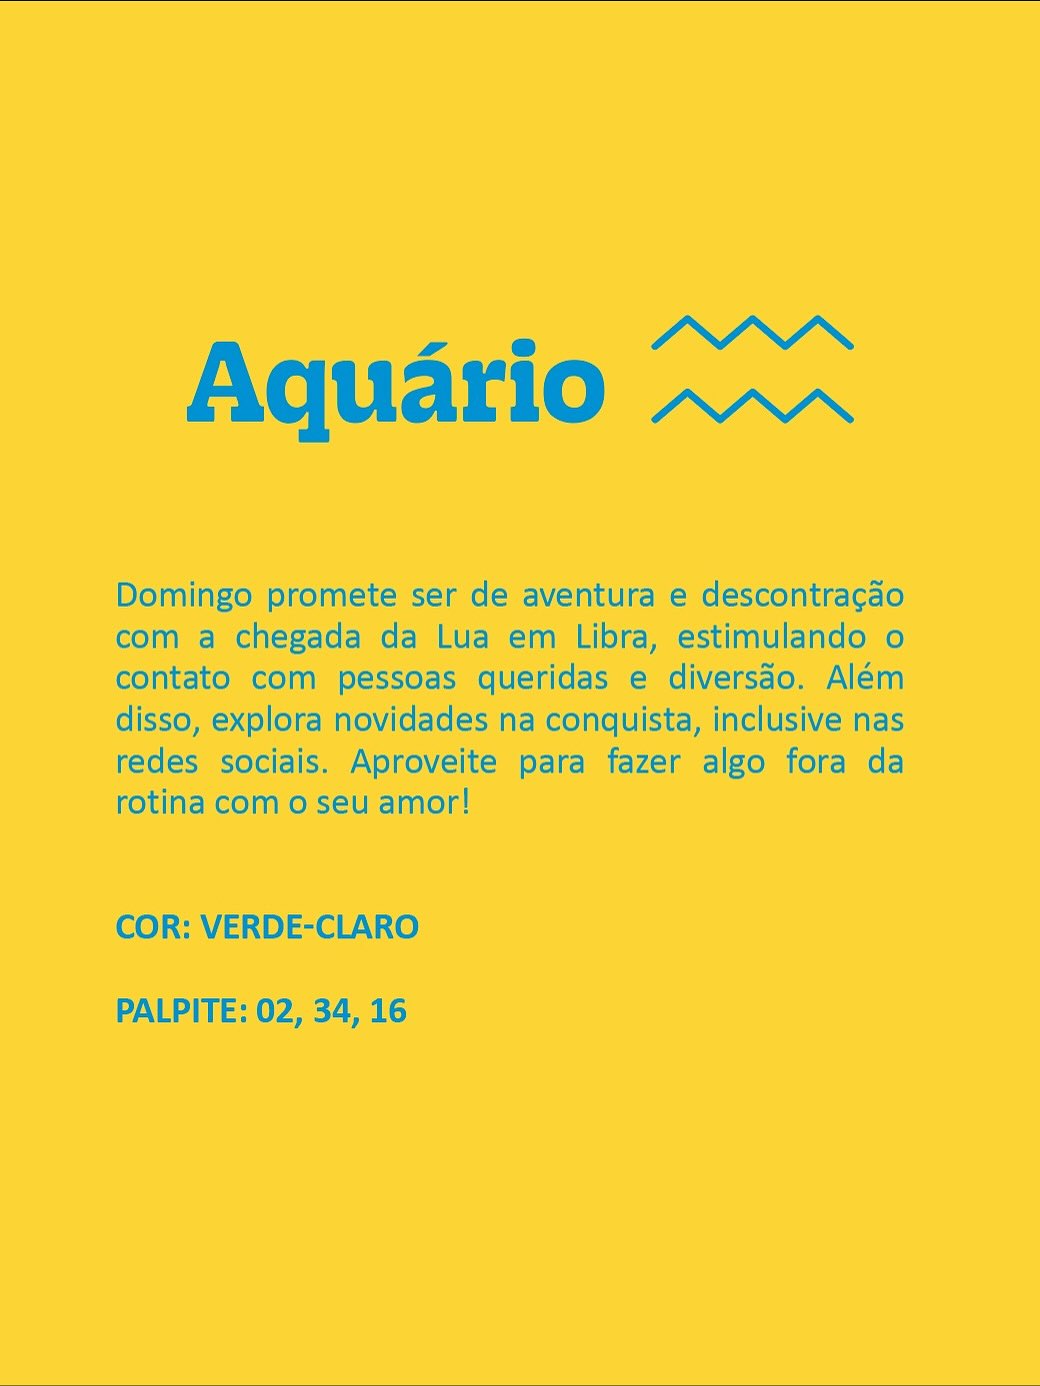 Aquário
Domingo promete ser de aventura e descontração
com a chegada da Lua em Libra, estimulando o
contato com pessoas queridas e diversão. Além
disso, explora novidades na conquista, inclusive nas
redes sociais. Aproveite para fazer algo fora da
rotina com o seu amor!
COR: VERDE-CLARO
PALPITE: 02, 34, 16